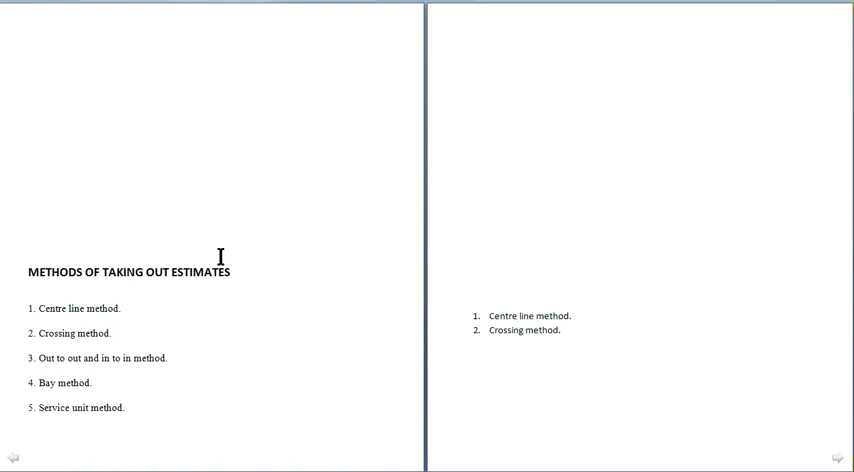 METHODS OF TAKING OUT ESTIMATES
1. Centre line method.
2. Crossing method.
3. Out to out and in to in method.
4. Bay method.
5. Service unit method.
1. Centre line method.
2. Crossing method.